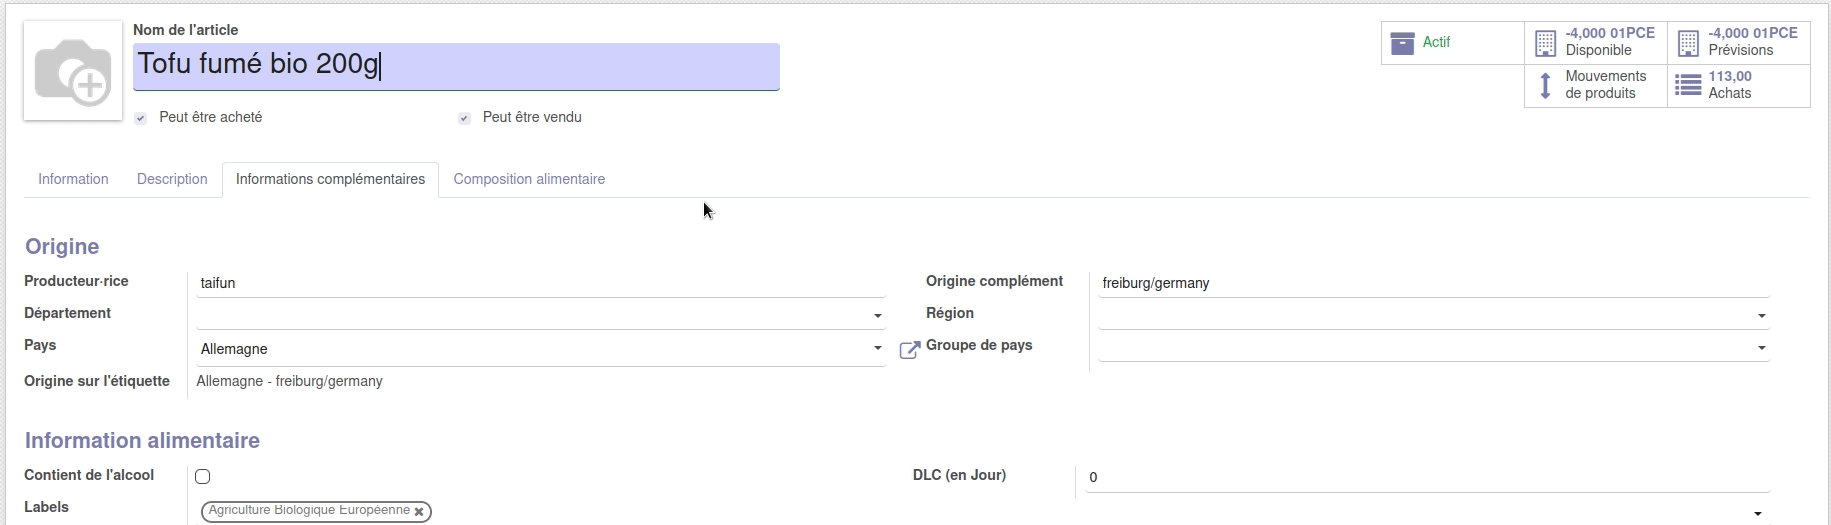 Nom de l'article
Tofu fumé bio 200g
Peut être acheté
Peut être vendu
Actif
-4,000 01PCE
Disponible
-4,000 01PCE
Prévisions
Mouvements
de produits
113,00
Achats
Information
Description
Informations complémentaires
Composition alimentaire
Origine
Producteur·rice
taifun
Origine complément
freiburg/germany
Département
Région
Pays
Allemagne
Groupe de pays
Origine sur l'étiquette
Allemagne - freiburg/germany
Information alimentaire
Contient de l'alcool
DLC (en Jour)
0
Labels
Agriculture Biologique Européenne